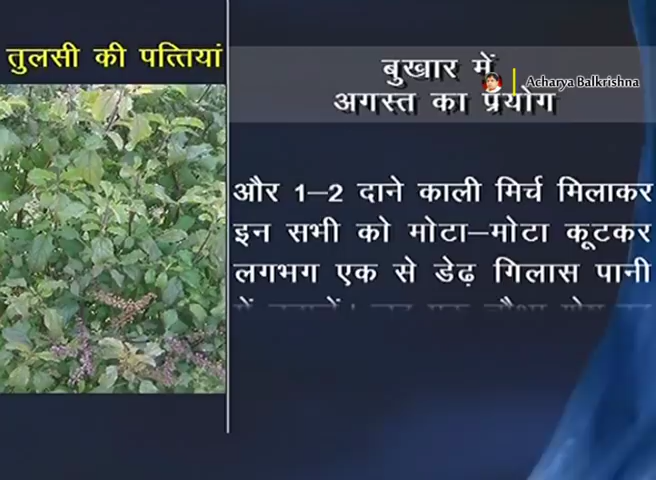 तुलसी की पत्तियां
बुखार में
अगस्त का प्रयोग
Acharya Balkrishna
और 1–2 दाने काली मिर्च मिलाकर
इन सभी को मोटा–मोटा कूटकर
लगभग एक से डेढ़ गिलास पानी